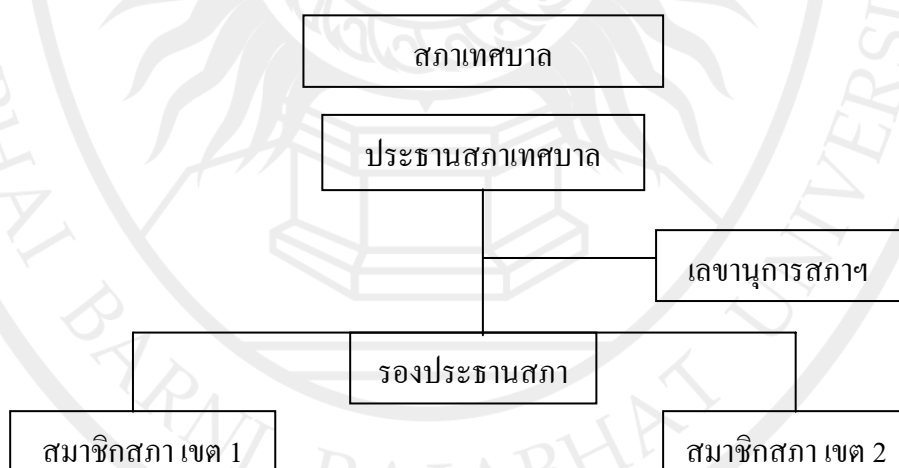 สภาเทศบาล
ประธานสภาเทศบาล
เลขานุการสภาฯ
รองประธานสภา
สมาชิกสภา เขต 1
สมาชิกสภา เขต 2
BARNI RAJABHAT UNIVERSI